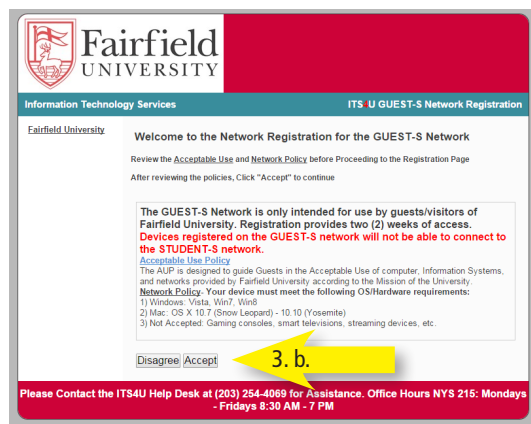 Fairfield
UNIVERSITY
Information Technology Services
ITS4U GUEST-S Network Registration
Fairfield University
Welcome to the Network Registration for the GUEST-S Network
Review the Acceptable Use and Network Policy before Proceeding to the Registration Page
After reviewing the policies, Click "Accept" to continue
The GUEST-S Network is only intended for use by guests/visitors of
Fairfield University. Registration provides two (2) weeks of access.
Devices registered on the GUEST-S network will not be able to connect to
the STUDENT-S network.
Acceptable Use Policy
The AUP is designed to guide Guests in the Acceptable Use of computer, Information Systems,
and networks provided by Fairfield University according to the Mission of the University.
Network Policy- Your device must meet the following OS/Hardware requirements:
1) Windows: Vista, Win7, Win8
2) Mac: OS X 10.7 (Snow Leopard) - 10.10 (Yosemite)
3) Not Accepted: Gaming consoles, smart televisions, streaming devices, etc.
Disagree Accept
3. b.
Please Contact the ITS4U Help Desk at (203) 254-4069 for Assistance. Office Hours NYS 215: Mondays
- Fridays 8:30 AM - 7 PM